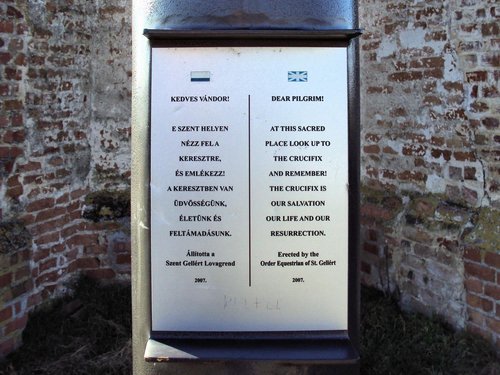 KEDVES VÁNDOR!
E SZENT HELYEN
NÉZZ FEL A
KERESZTRE,
ÉS EMLÉKEZZ!
A KERESZTBEN VAN
ÜDVÖSSÉGÜNK,
ÉLETÜNK ÉS
FELTÁMADÁSUNK.
Állította a
Szent Gellért Lovagrend
2007.
DEAR PILGRIM!
AT THIS SACRED
PLACE LOOK UP TO
THE CRUCIFIX
AND REMEMBER!
THE CRUCIFIX IS
OUR SALVATION
OUR LIFE AND OUR
RESURRECTION.
Erected by the
Order Equestrian of St. Gellért
2007.